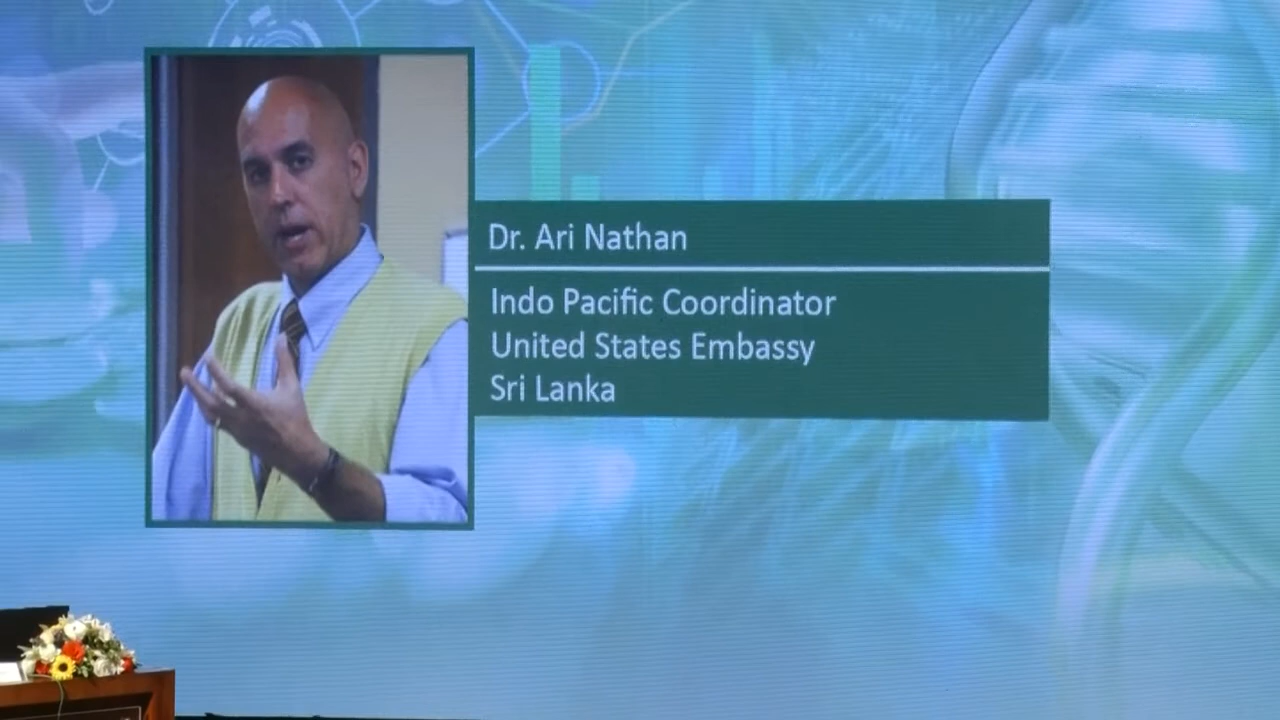 Dr. Ari Nathan
Indo Pacific Coordinator
United States Embassy
Sri Lanka